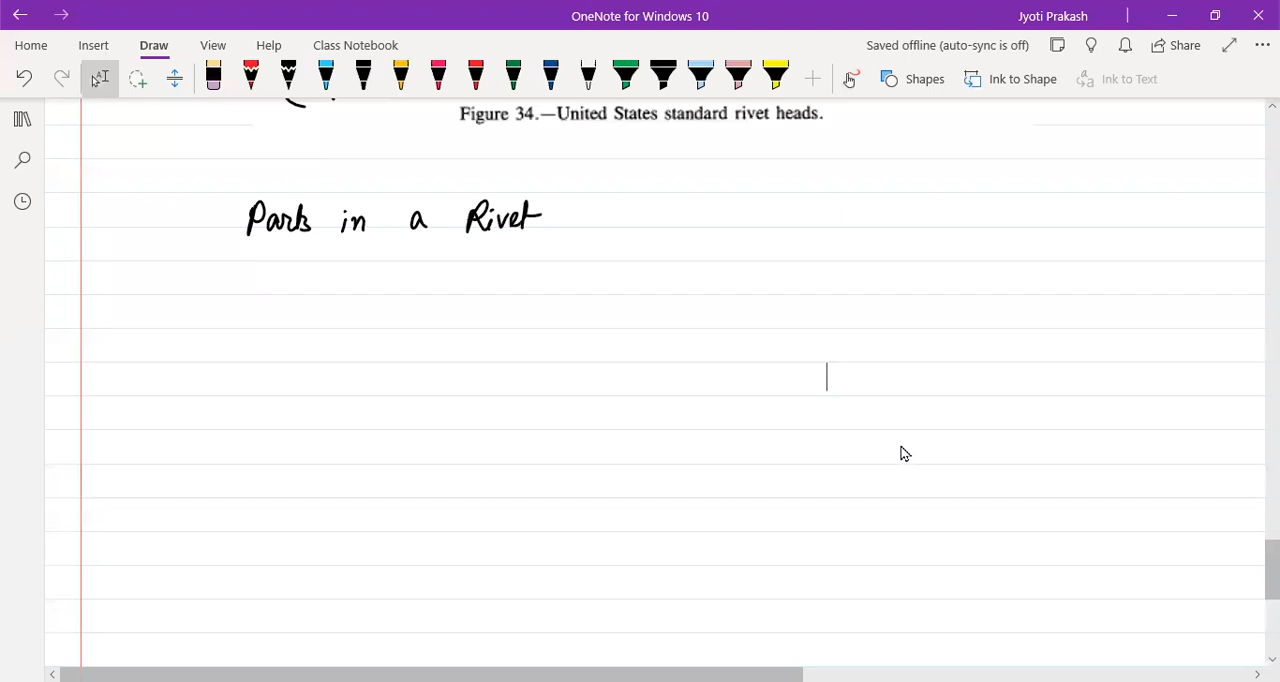 OneNote for Windows 10
Jyoti Prakash
Home Insert Draw View Help Class Notebook
Saved offline (auto-sync is off) Share
Shapes Ink to Shape Ink to Text
Figure 34.—United States standard rivet heads.
Parts in a Rivet